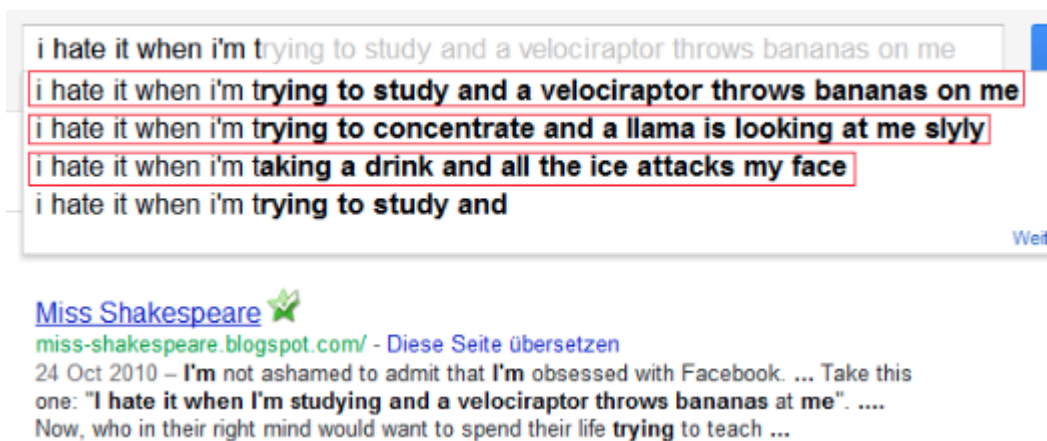 i hate it when i'm trying to study and a velociraptor throws bananas on me
i hate it when i'm trying to study and a velociraptor throws bananas on me
i hate it when i'm trying to concentrate and a llama is looking at me slyly
i hate it when i'm taking a drink and all the ice attacks my face
i hate it when i'm trying to study and
Weit
Miss Shakespeare
miss-shakespeare.blogspot.com/ - Diese Seite übersetzen
24 Oct 2010 – I'm not ashamed to admit that I'm obsessed with Facebook. ... Take this
one: "I hate it when I'm studying and a velociraptor throws bananas at me". ....
Now, who in their right mind would want to spend their life trying to teach ...